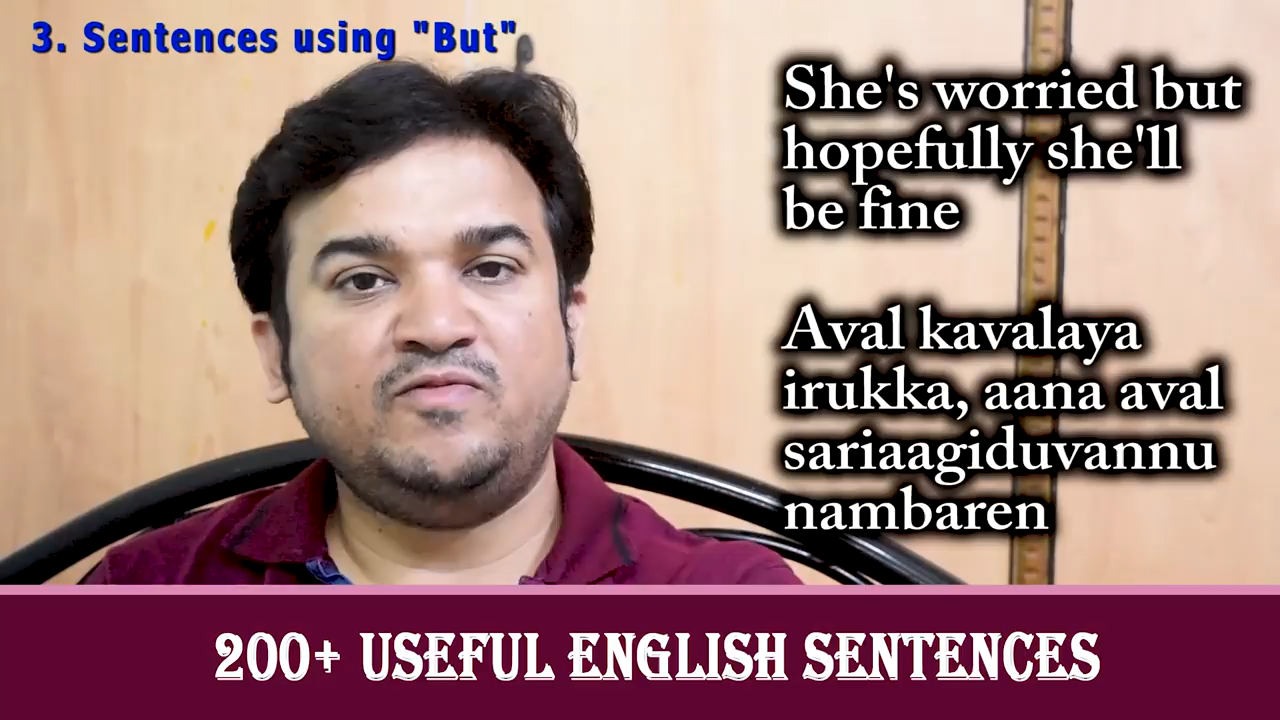 3. Sentences using "But"
She's worried but
hopefully she'll
be fine
Aval kavalaya
irukka, aana aval
sariaagiduvannu
nambaren
200+ USEFUL ENGLISH SENTENCES